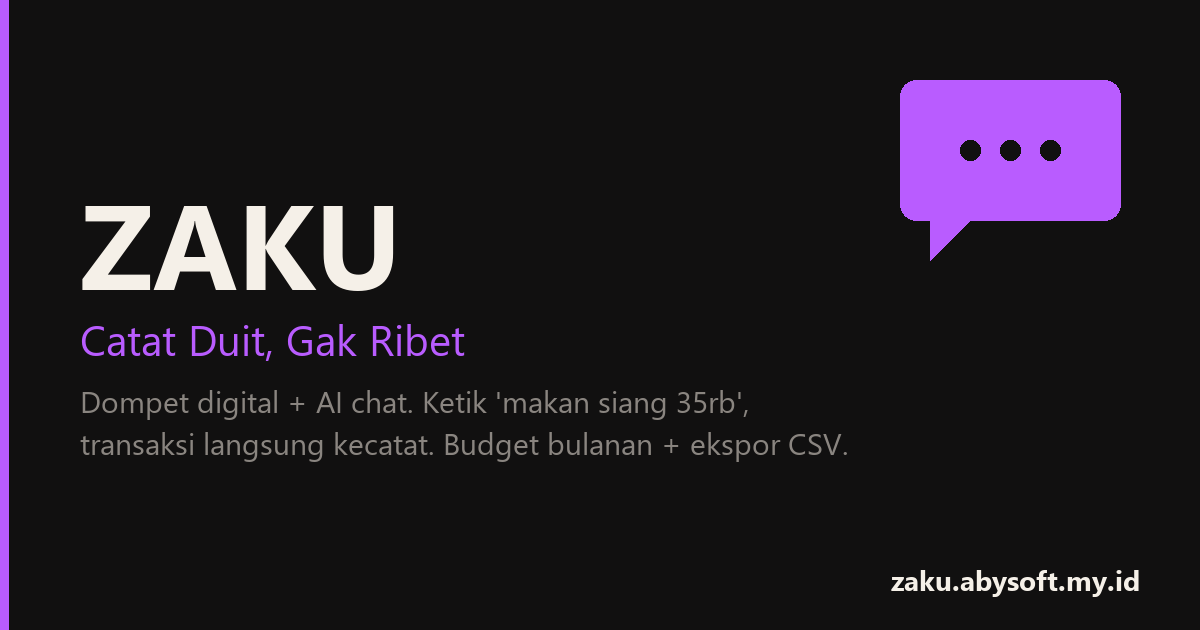 ZAKU
Catat Duit, Gak Ribet
Dompet digital + AI chat. Ketik 'makan siang 35rb',
transaksi langsung kecatat. Budget bulanan + ekspor CSV.
zaku.abysoft.my.id